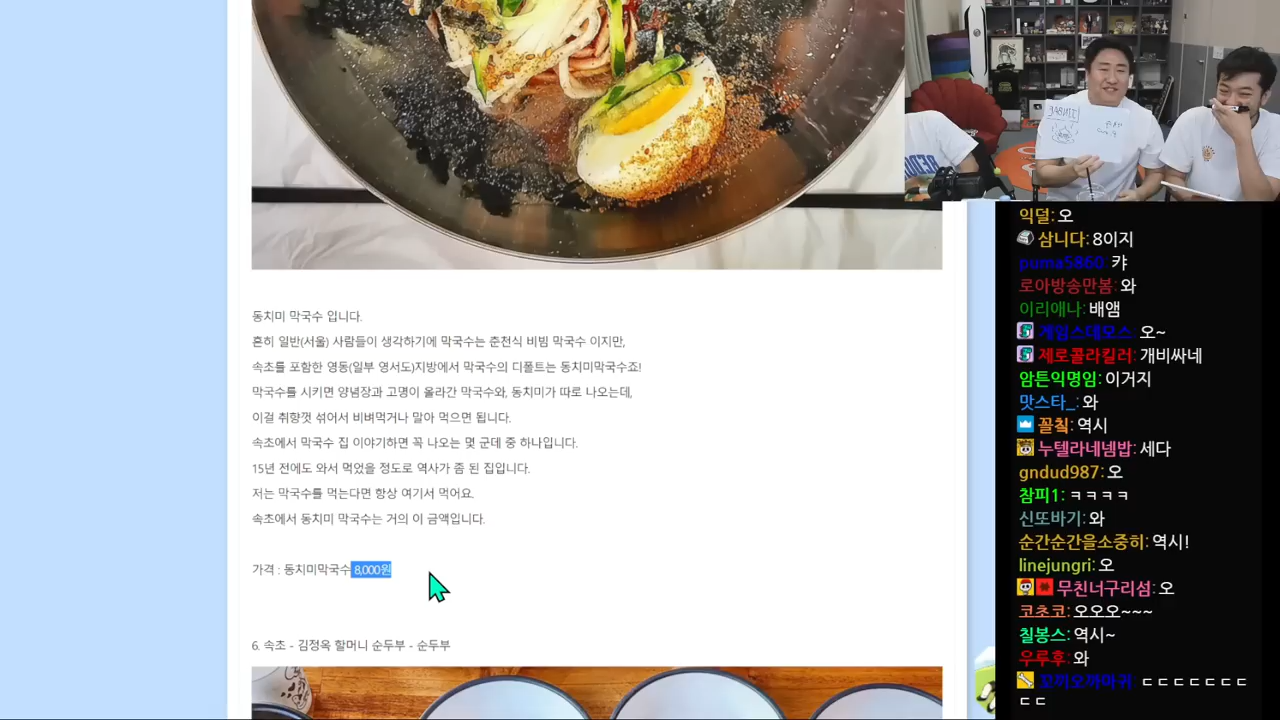 동치미 막국수 입니다.
흔히 일반(서울) 사람들이 생각하기에 막국수는 춘천식 비빔 막국수 이지만,
속초를 포함한 영동(일부 영서도)지방에서 막국수의 디폴트는 동치미막국수죠!
막국수를 시키면 양념장과 고명이 올라간 막국수와, 동치미가 따로 나오는데,
이걸 취향껏 섞어서 비벼먹거나 말아 먹으면 됩니다.
속초에서 막국수 집 이야기하면 꼭 나오는 몇 군데 중 하나입니다.
15년 전에도 와서 먹었을 정도로 역사가 좀 된 집입니다.
저는 막국수를 먹는다면 항상 여기서 먹어요.
속초에서 동치미 막국수는 거의 이 금액입니다.
가격 : 동치미막국수 8,000원
6. 속초 - 김정옥 할머니 순두부 - 순두부
익덜: 오
삼니다: 8이지
puma5860 캬
로아방송만봄: 와
이리애나: 배앰
게엄스데모스 오~
제로콜라킬러: 개비싸네
암튼익명임: 이거지
맛스타_: 와
꼴칰: 역시
누텔라네넴밥: 세다
gndud987: 오
참피1: ㅋㅋㅋㅋ
신또바기: 와
순간순간을소중히: 역시!
linejungri: 오
무친너구리섬: 오
코초코: 오오오~~~
칠봉스: 역시~
우루후: 와
꼬끼오까마귀 ㄷㄷㄷㄷㄷㄷㄷ
ㄷㄷ